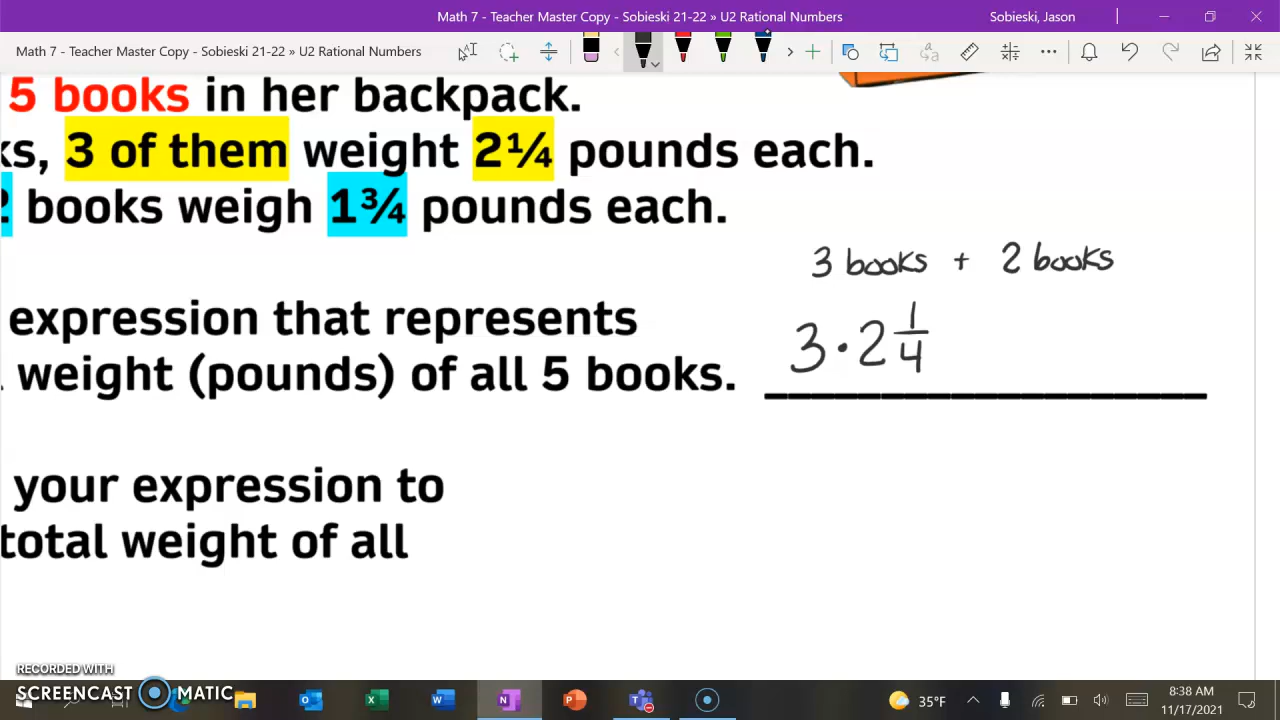 Math 7 - Teacher Master Copy - Sobieski 21-22 » U2 Rational Numbers
Sobieski, Jason
Math 7 - Teacher Master Copy - Sobieski 21-22 » U2 Rational Numbers
5 books in her backpack.
ks, 3 of them weight 2¼ pounds each.
2 books weigh 1¾ pounds each.
3 books + 2 books
expression that represents
3 · 2 1/4
weight (pounds) of all 5 books.
your expression to
total weight of all
RECORDED WITH
SCREENCAST MATIC
35°F
8:38 AM
11/17/2021